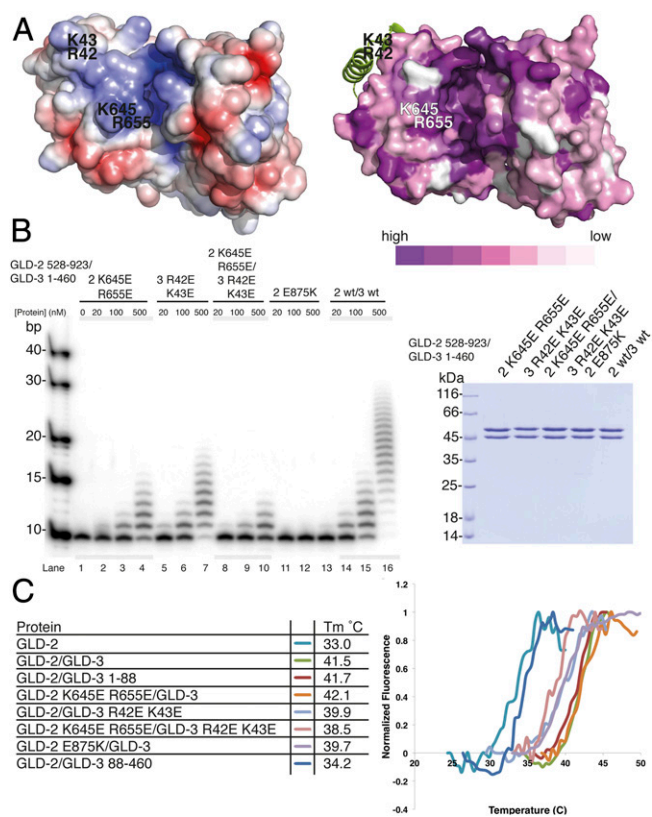 A
K43
R42
K645
R655
K43
R42
K645
R655
high
low
B
GLD-2 528-923/
GLD-3 1-460
2 K645E
R655E
3 R42E
K43E
2 K645E
R655E/
3 R42E
K43E
2 E875K
2 wt/3 wt
[Protein] (nM)
0 20 100 500 20 100 500 20 100 500 20 100 500 20 100 500
bp
40-
30-
20-
15-
10-
Lane 1 2 3 4 5 6 7 8 9 10 11 12 13 14 15 16
GLD-2 528-923/
GLD-3 1-460
2 K645E R655E
3 R42E K43E
2 K645E R655E/
3 R42E K43E
2 E875K
2 wt/3 wt
kDa
116-
66-
45-
35-
25-
18-
14-
C
Protein Tm ˚C
GLD-2 33.0
GLD-2/GLD-3 41.5
GLD-2/GLD-3 1-88 41.7
GLD-2 K645E R655E/GLD-3 42.1
GLD-2/GLD-3 R42E K43E 39.9
GLD-2 K645E R655E/GLD-3 R42E K43E 38.5
GLD-2 E875K/GLD-3 39.7
GLD-2/GLD-3 88-460 34.2
Normalized Fluorescence
1.2
1
0.8
0.6
0.4
0.2
0
-0.2
-0.4
20 25 30 35 40 45 50
Temperature (C)